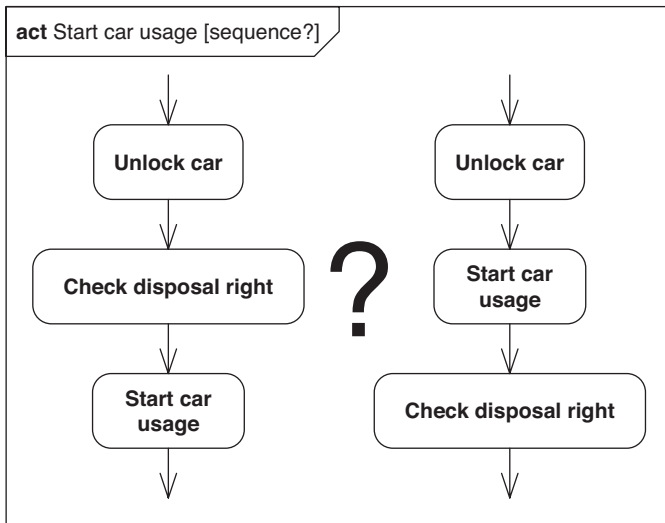 act Start car usage [sequence?]
Unlock car
Check disposal right
Start car
usage
?
Unlock car
Start car
usage
Check disposal right